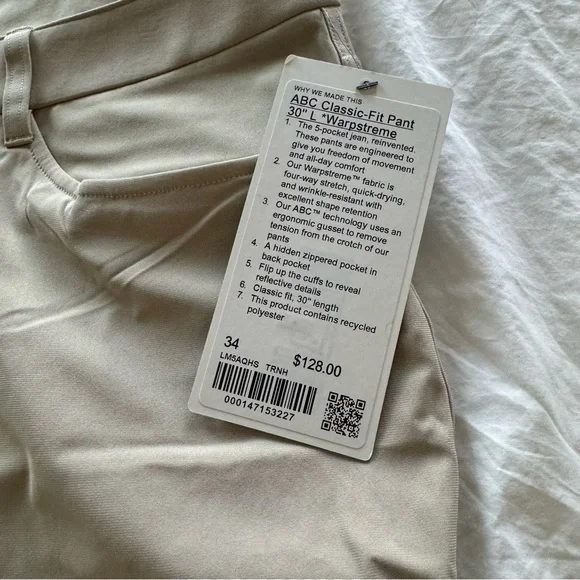 WHY WE MADE THIS
ABC Classic-Fit Pant
30" L *Warpstreme
1. The 5-pocket jean, reinvented.
These pants are engineered to
give you freedom of movement
and all-day comfort
2. Our Warpstreme™ fabric is
four-way stretch, quick-drying,
and wrinkle-resistant with
excellent shape retention
3. Our ABC™ technology uses an
ergonomic gusset to remove
tension from the crotch of our
pants
4. A hidden zippered pocket in
back pocket
5. Flip up the cuffs to reveal
reflective details
6. Classic fit, 30" length
7. This product contains recycled
polyester
34 $128.00
LM5AQHS TRNH
000147153227